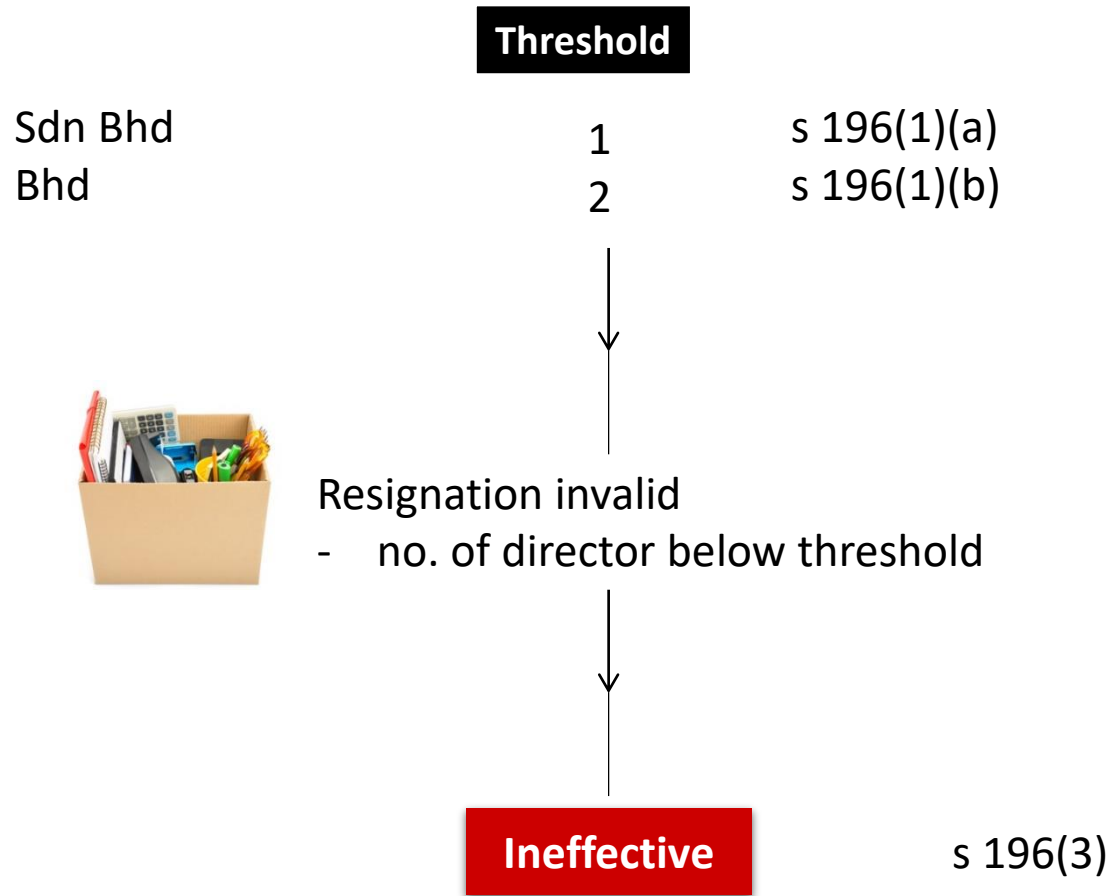 Threshold
Sdn Bhd 1 s 196(1)(a)
Bhd 2 s 196(1)(b)
Resignation invalid
- no. of director below threshold
Ineffective s 196(3)